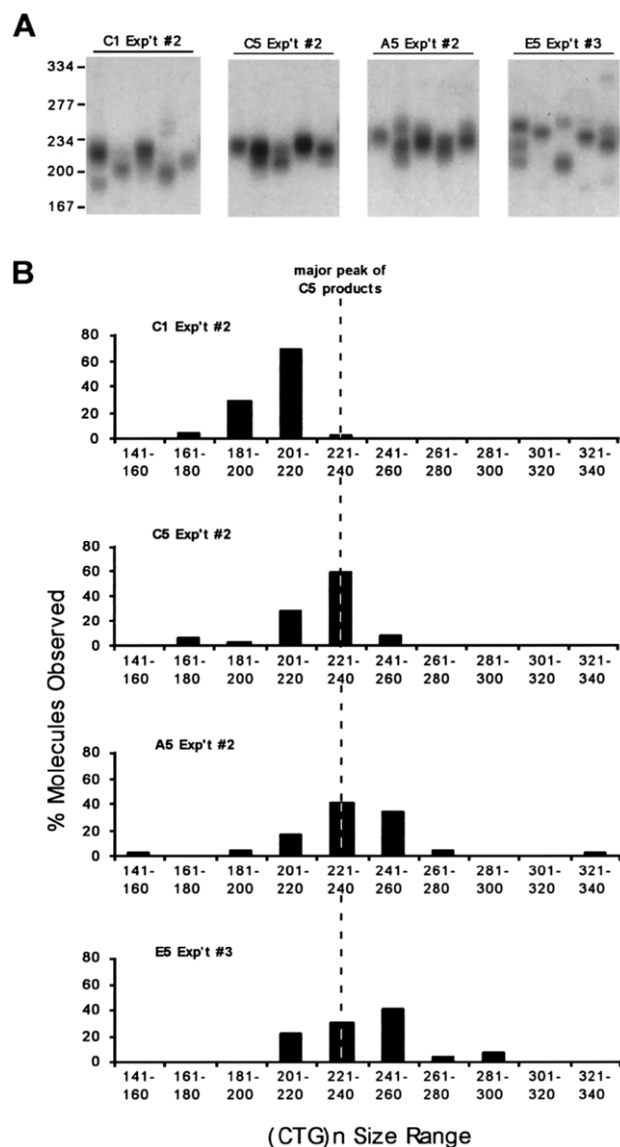 A
C1 Exp't #2 C5 Exp't #2 A5 Exp't #2 E5 Exp't #3
334
277
234
200
167
B
major peak of
C5 products
C1 Exp't #2
80
60
40
20
0
141- 161- 181- 201- 221- 241- 261- 281- 301- 321-
160 180 200 220 240 260 280 300 320 340
C5 Exp't #2
80
60
40
20
0
141- 161- 181- 201- 221- 241- 261- 281- 301- 321-
160 180 200 220 240 260 280 300 320 340
A5 Exp't #2
80
60
40
20
0
141- 161- 181- 201- 221- 241- 261- 281- 301- 321-
160 180 200 220 240 260 280 300 320 340
E5 Exp't #3
80
60
40
20
0
141- 161- 181- 201- 221- 241- 261- 281- 301- 321-
160 180 200 220 240 260 280 300 320 340
% Molecules Observed
(CTG)n Size Range